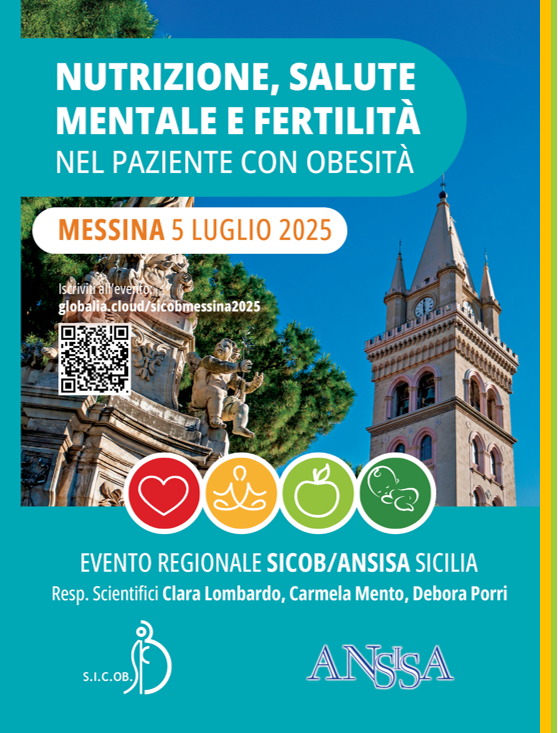 NUTRIZIONE, SALUTE
MENTALE E FERTILITÀ
NEL PAZIENTE CON OBESITÀ
MESSINA 5 LUGLIO 2025
Iscriviti all'evento:
globalia.cloud/sicobmessina2025
EVENTO REGIONALE SICOB/ANSISA SICILIA
Resp. Scientifici Clara Lombardo, Carmela Mento, Debora Porri
S.I.C.OB.
ANSISA